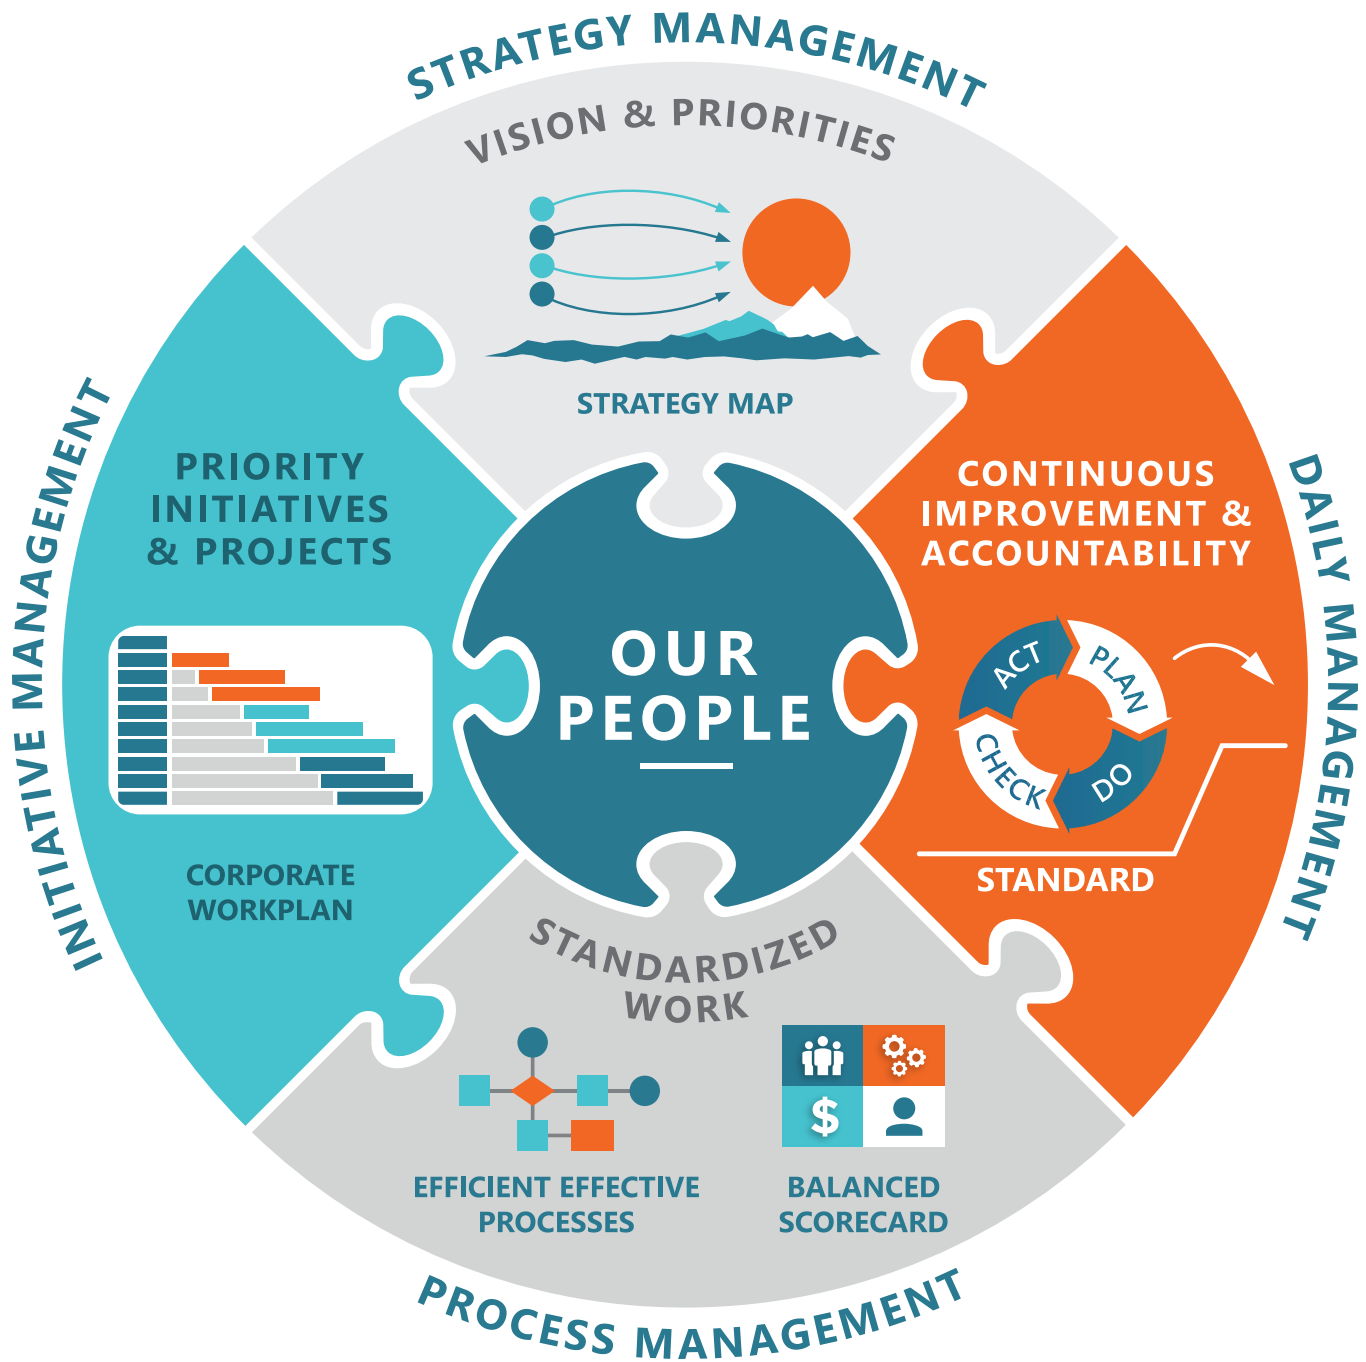 STRATEGY MANAGEMENT
VISION & PRIORITIES
STRATEGY MAP
INITIATIVE MANAGEMENT
PRIORITY
INITIATIVES
& PROJECTS
CORPORATE
WORKPLAN
OUR
PEOPLE
DAILY MANAGEMENT
CONTINUOUS
IMPROVEMENT &
ACCOUNTABILITY
ACT
PLAN
CHECK
DO
STANDARD
STANDARDIZED
WORK
$
EFFICIENT EFFECTIVE
PROCESSES
BALANCED
SCORECARD
PROCESS MANAGEMENT